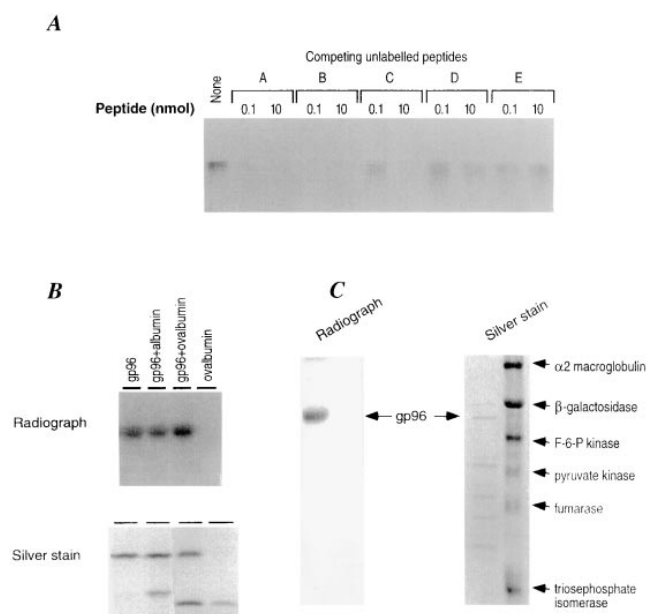 A
Competing unlabelled peptides
None
A B C D E
Peptide (nmol) 0.1 10 0.1 10 0.1 10 0.1 10 0.1 10
B
gp96
gp96+albumin
gp96+ovalbumin
ovalbumin
Radiograph
Silver stain
C
Radiograph
Silver stain
gp96
α2 macroglobulin
β-galactosidase
F-6-P kinase
pyruvate kinase
fumarase
triosephosphate
isomerase